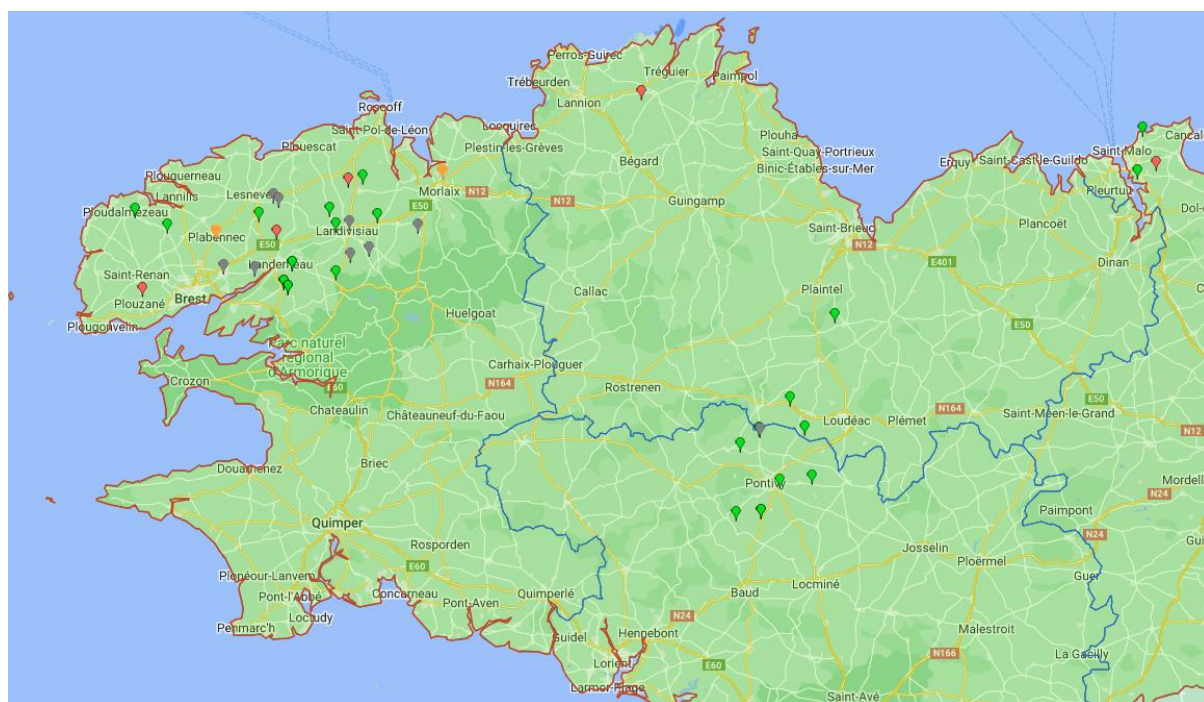 Perros-Guirec
Trébeurden
Tréguier
Paimpol
Lannion
Roscoff
Saint-Pol-de-Léon
Locquirec
Plouescat
Plestin-les-Grèves
Plouha
Saint-Quay-Portrieux
Binic-Étables-sur-Mer
Bégard
Erquy
Saint-Cast-le-Guildo
Saint-Malo
Cancal
Pleurtuit
Dol-
Plouguerneau
Lannilis
Lesneven
Morlaix
N12
N12
Guingamp
Ploudalmézeau
Plabennec
E50
Landivisiau
E50
Landerneau
Saint-Brieuc
N12
Plancoët
E401
Dinan
Saint-Renan
Plouzané
Brest
Plougonvelin
Callac
Plaintel
Huelgoat
E50
Parc naturel
régional
d'Armorique
Crozon
E60
Carhaix-Plouguer
N164
Rostrenen
Chateaulin
Châteauneuf-du-Faou
Loudéac
Plémet
N164
Saint-Méen-le-Grand
E50
N12
Douarnenez
Briec
Pontivy
Mordell
N24
Paimpont
N24
Quimper
Rosporden
Josselin
Ploërmel
Guer
Plonéour-Lanvern
E60
Pont-l'Abbé
Concarneau
Loctudy
Pont-Aven
Quimperlé
Baud
Locminé
Penmarc'h
N24
Guidel
Hennebont
Malestroit
Lorient
E60
N166
La Gacilly
Larmor-Plage
Saint-Avé